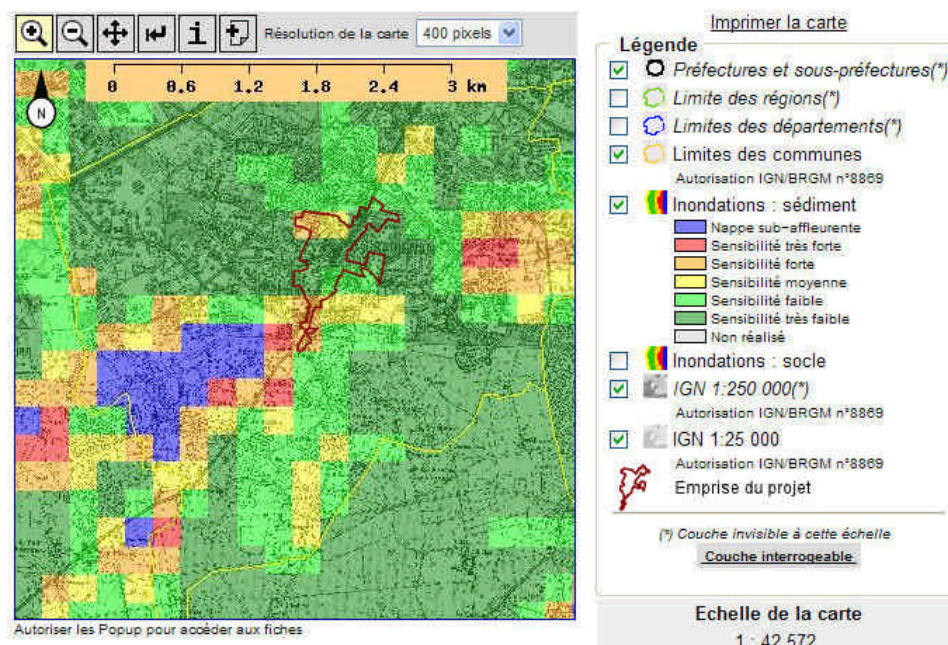 Résolution de la carte 400 pixels
0 0.6 1.2 1.8 2.4 3 km
N
Autoriser les Popup pour accéder aux fiches
Imprimer la carte
Légende
Préfectures et sous-préfectures(*)
Limite des régions(*)
Limites des départements(*)
Limites des communes
Autorisation IGN/BRGM n°8869
Inondations : sédiment
Nappe sub-affleurente
Sensibilité très forte
Sensibilité forte
Sensibilité moyenne
Sensibilité faible
Sensibilité très faible
Non réalisé
Inondations : socle
IGN 1:250 000(*)
Autorisation IGN/BRGM n°8869
IGN 1:25 000
Autorisation IGN/BRGM n°8869
Emprise du projet
(*) Couche invisible à cette échelle
Couche interrogeable
Echelle de la carte
1 : 42 572